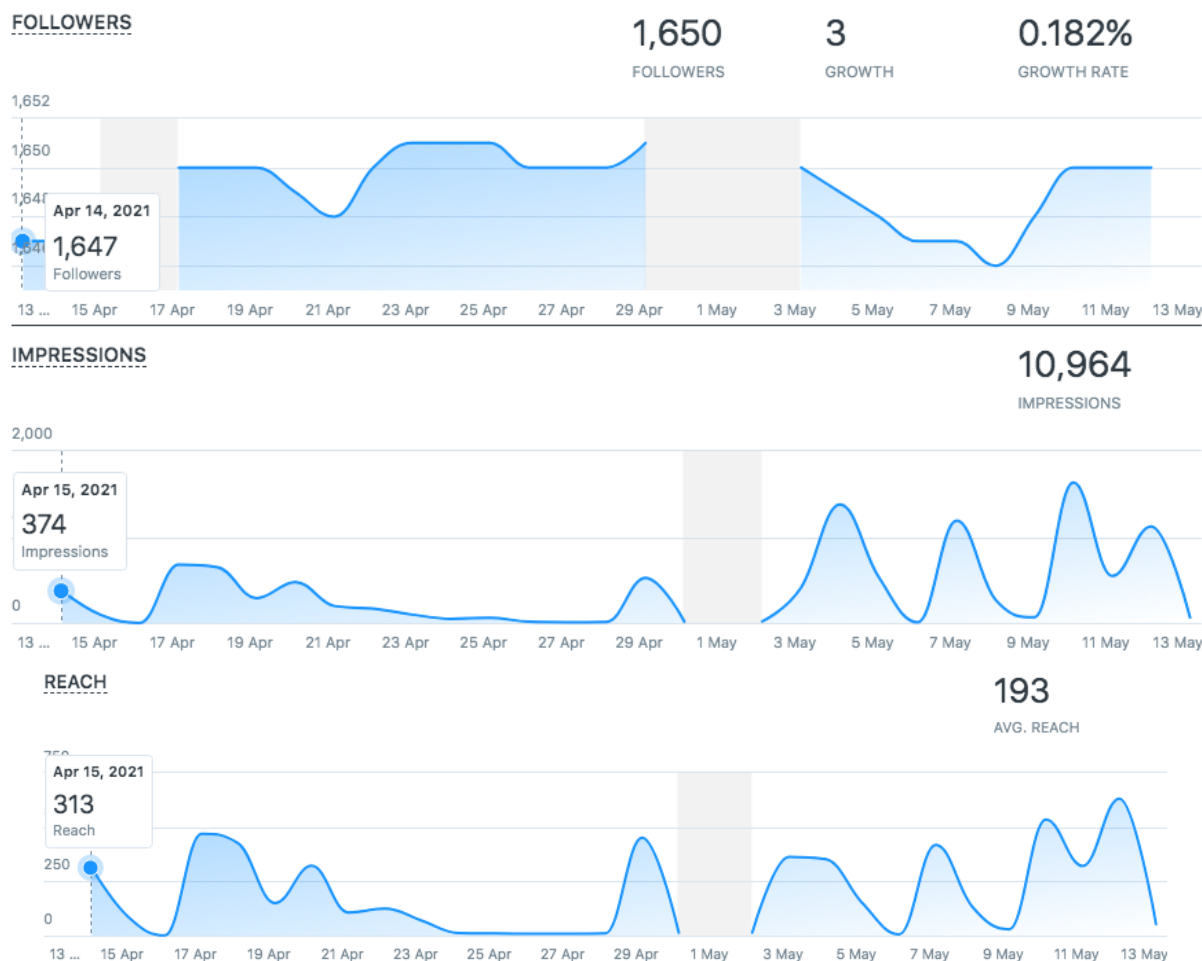 FOLLOWERS
1,650 3 0.182%
FOLLOWERS GROWTH GROWTH RATE
1,652
1,650
Apr 14, 2021
1,647
Followers
13 ... 15 Apr 17 Apr 19 Apr 21 Apr 23 Apr 25 Apr 27 Apr 29 Apr 1 May 3 May 5 May 7 May 9 May 11 May 13 May
IMPRESSIONS
10,964
IMPRESSIONS
2,000
Apr 15, 2021
374
Impressions
0
13 ... 15 Apr 17 Apr 19 Apr 21 Apr 23 Apr 25 Apr 27 Apr 29 Apr 1 May 3 May 5 May 7 May 9 May 11 May 13 May
REACH
193
AVG. REACH
Apr 15, 2021
313
Reach
250
0
13 ... 15 Apr 17 Apr 19 Apr 21 Apr 23 Apr 25 Apr 27 Apr 29 Apr 1 May 3 May 5 May 7 May 9 May 11 May 13 May